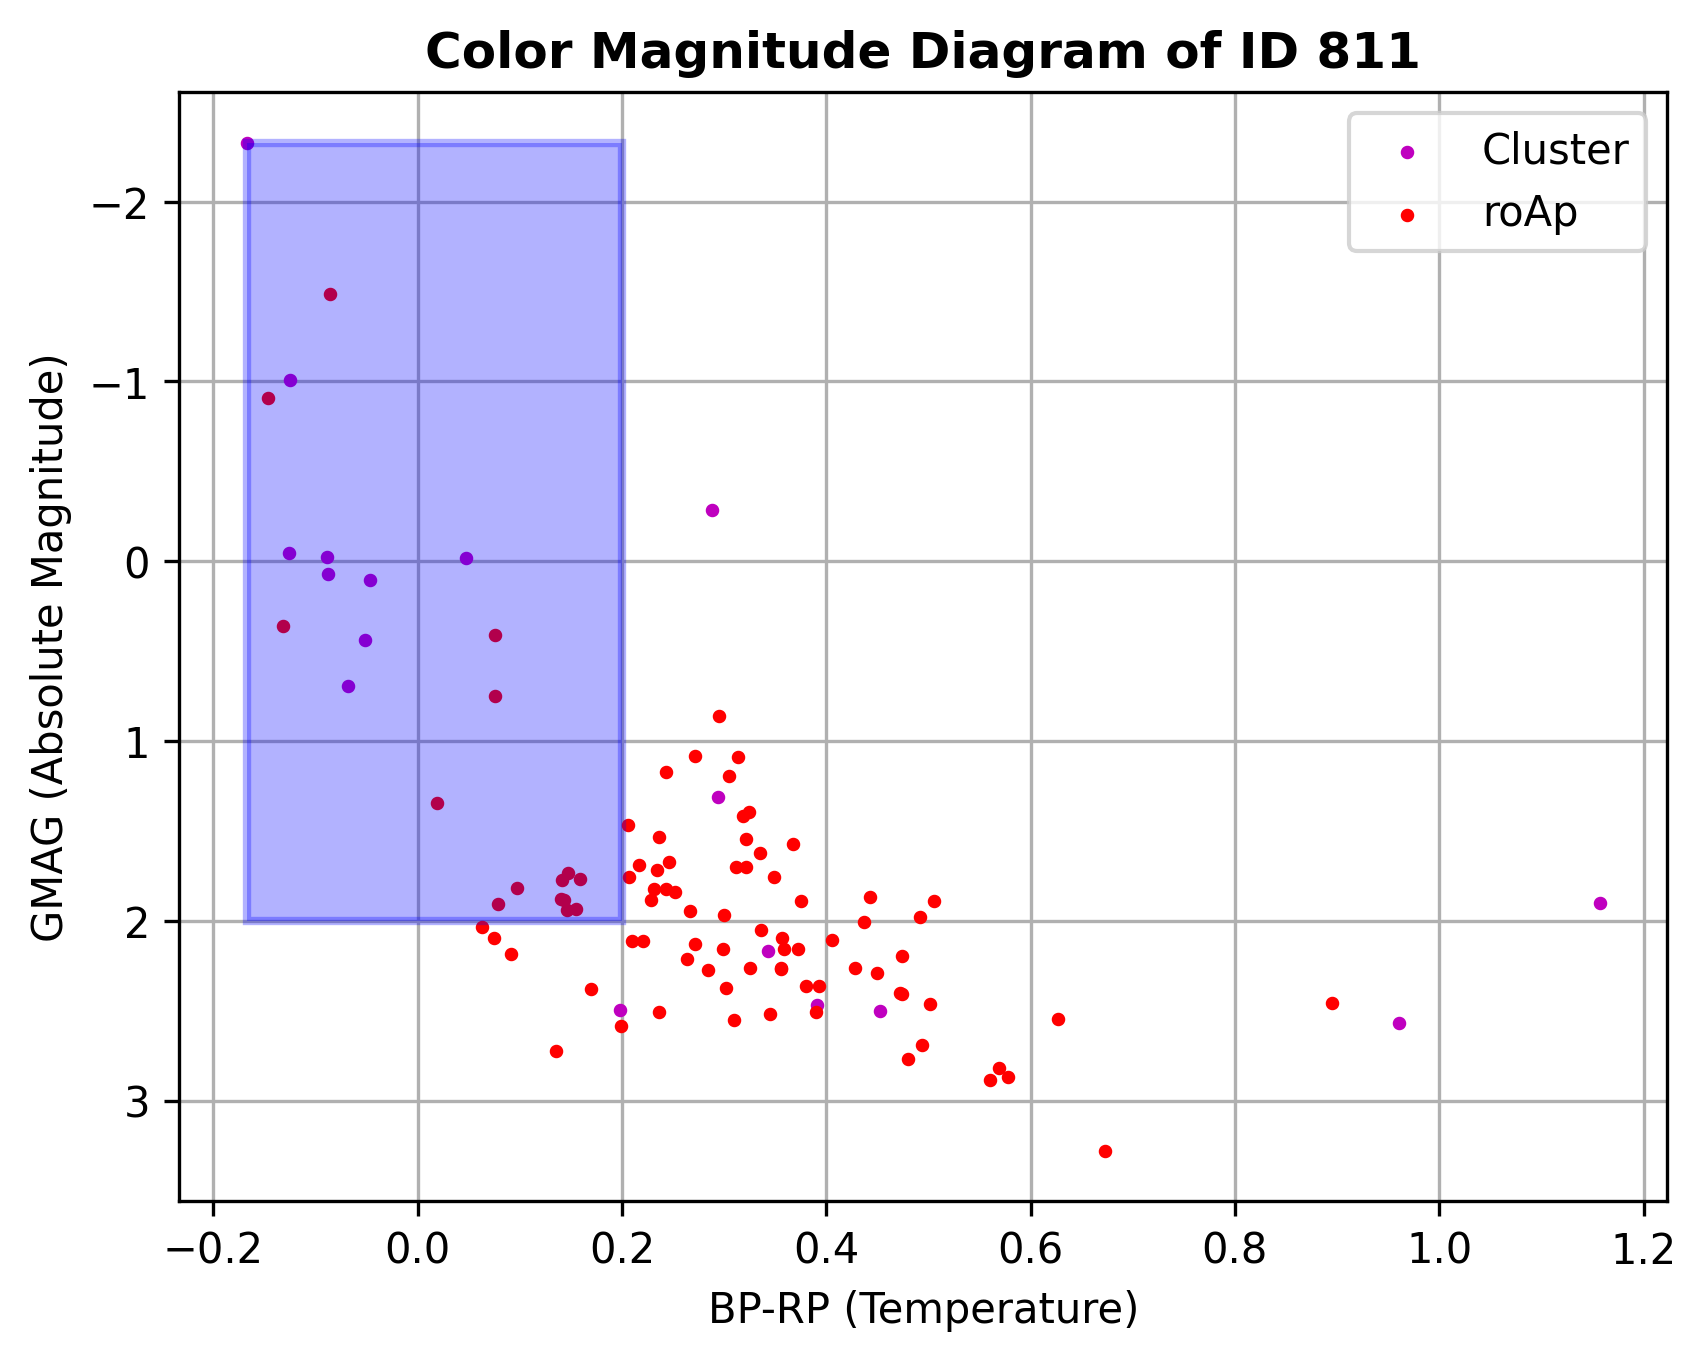 Color Magnitude Diagram of ID 811
Cluster
roAp
GMAG (Absolute Magnitude)
−2
−1
0
1
2
3
−0.2
0.0
0.2
0.4
0.6
0.8
1.0
1.2
BP-RP (Temperature)